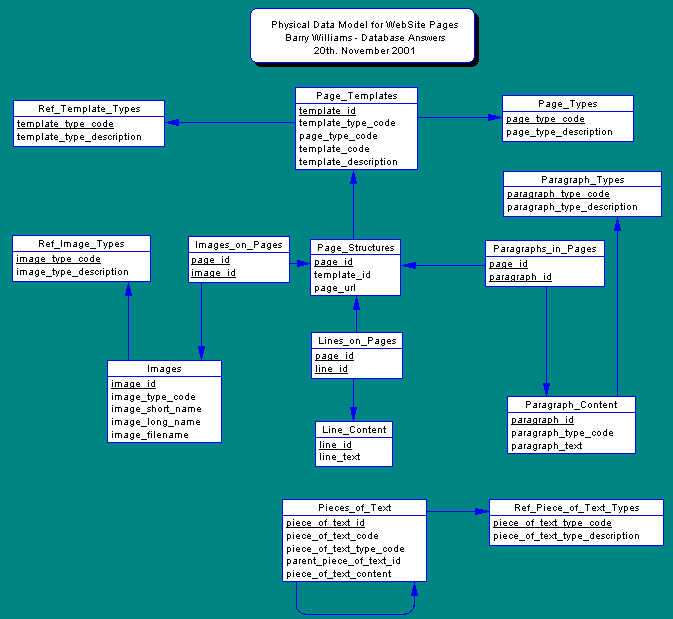 Physical Data Model for WebSite Pages
Barry Williams - Database Answers
20th. November 2001
Page_Templates
template_id
template_type_code
page_type_code
template_code
template_description
Ref_Template_Types
template_type_code
template_type_description
Page_Types
page_type_code
page_type_description
Paragraph_Types
paragraph_type_code
paragraph_type_description
Ref_Image_Types
image_type_code
image_type_description
Images_on_Pages
page_id
image_id
Page_Structures
page_id
template_id
page_url
Paragraphs_in_Pages
page_id
paragraph_id
Lines_on_Pages
page_id
line_id
Images
image_id
image_type_code
image_short_name
image_long_name
image_filename
Line_Content
line_id
line_text
Paragraph_Content
paragraph_id
paragraph_type_code
paragraph_text
Pieces_of_Text
piece_of_text_id
piece_of_text_code
piece_of_text_type_code
parent_piece_of_text_id
piece_of_text_content
Ref_Piece_of_Text_Types
piece_of_text_type_code
piece_of_text_type_description